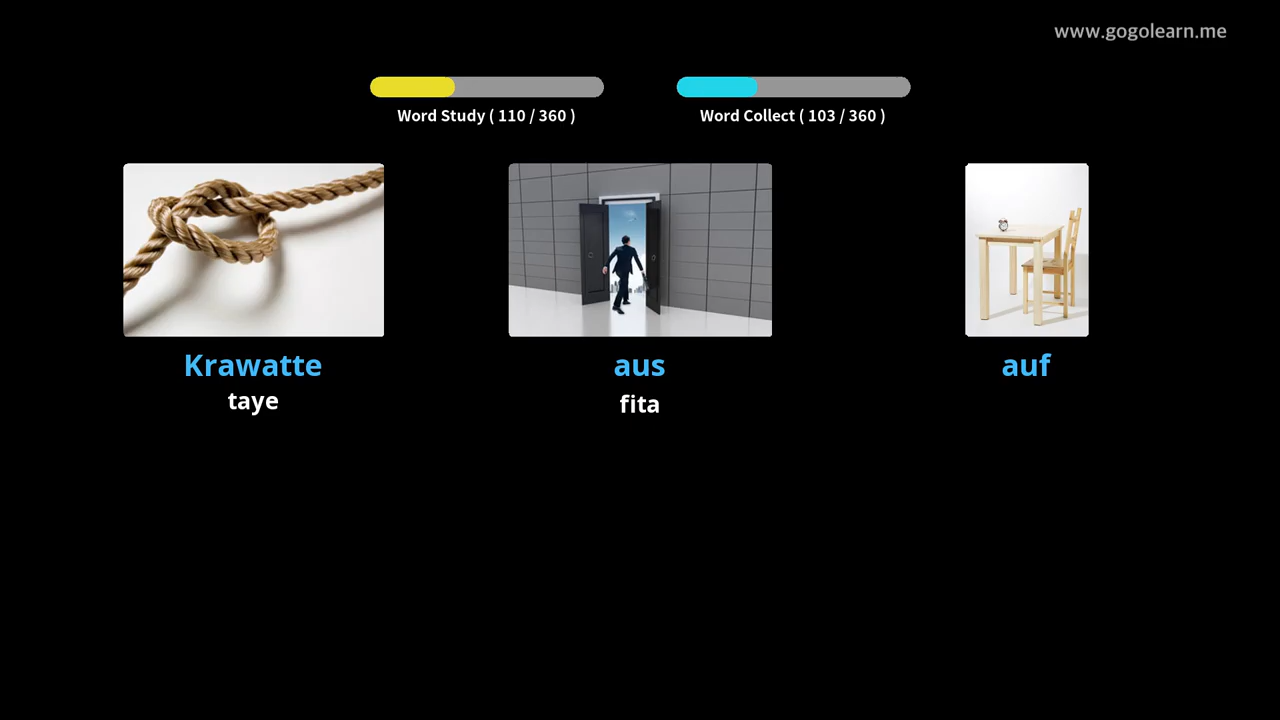 www.gogolearn.me
Word Study ( 110 / 360 )
Word Collect ( 103 / 360 )
Krawatte
taye
aus
fita
auf